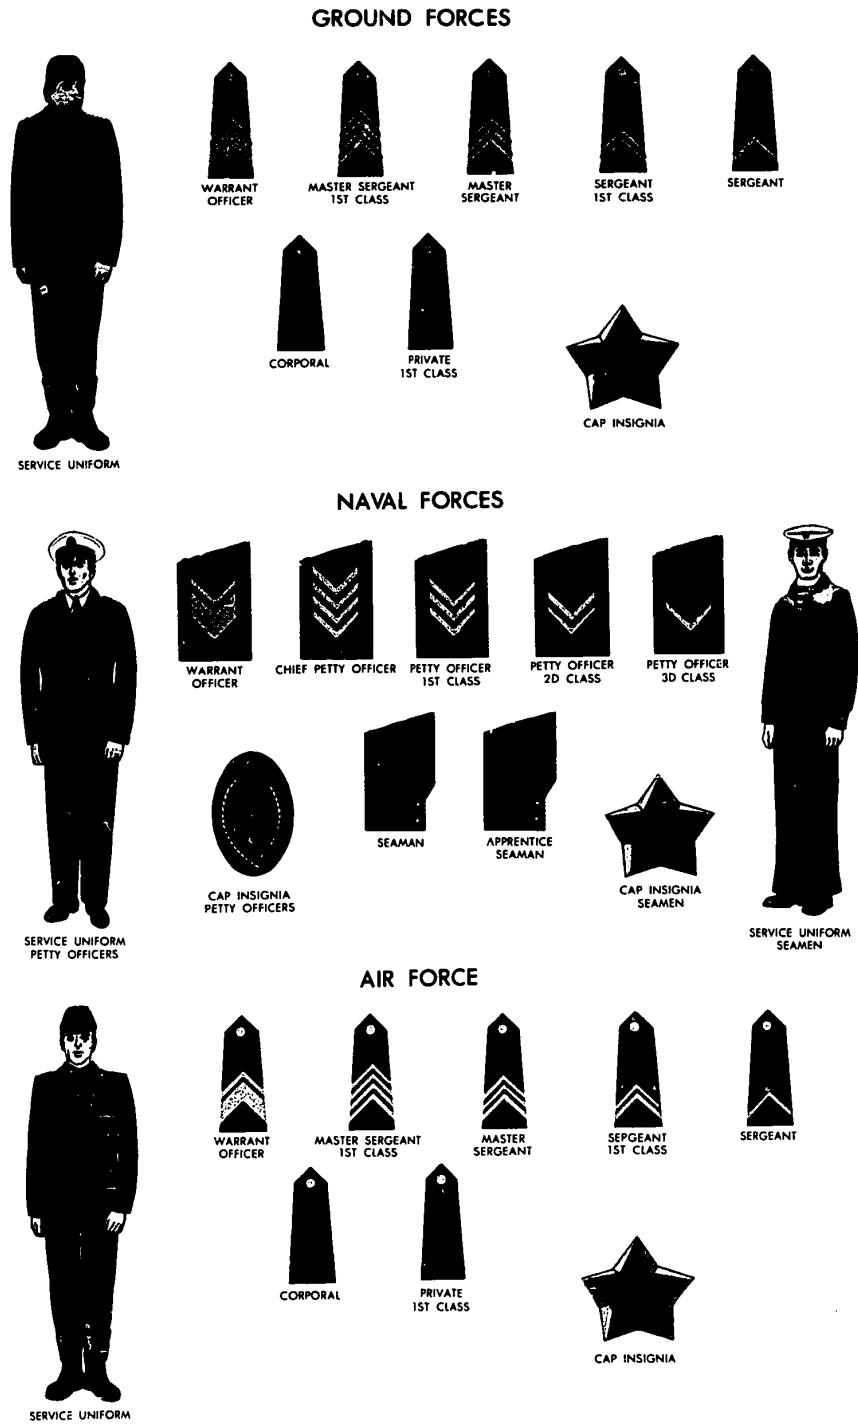 GROUND FORCES
WARRANT
OFFICER
MASTER SERGEANT
1ST CLASS
MASTER
SERGEANT
SERGEANT
1ST CLASS
SERGEANT
CORPORAL
PRIVATE
1ST CLASS
CAP INSIGNIA
SERVICE UNIFORM
NAVAL FORCES
WARRANT
OFFICER
CHIEF PETTY OFFICER
PETTY OFFICER
1ST CLASS
PETTY OFFICER
2D CLASS
PETTY OFFICER
3D CLASS
SEAMAN
APPRENTICE
SEAMAN
CAP INSIGNIA
PETTY OFFICERS
CAP INSIGNIA
SEAMEN
SERVICE UNIFORM
PETTY OFFICERS
SERVICE UNIFORM
SEAMEN
AIR FORCE
WARRANT
OFFICER
MASTER SERGEANT
1ST CLASS
MASTER
SERGEANT
SEPGEANT
1ST CLASS
SERGEANT
CORPORAL
PRIVATE
1ST CLASS
CAP INSIGNIA
SERVICE UNIFORM